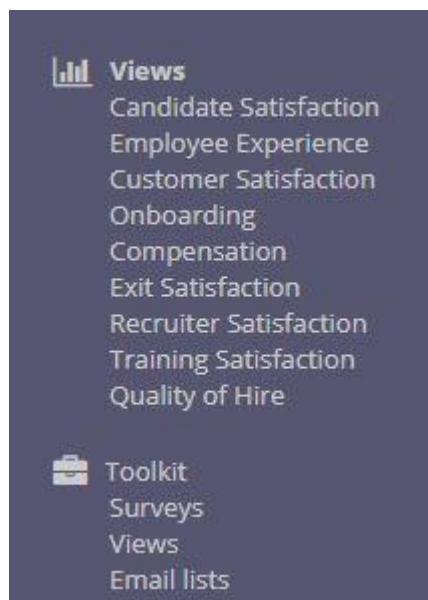 Views
Candidate Satisfaction
Employee Experience
Customer Satisfaction
Onboarding
Compensation
Exit Satisfaction
Recruiter Satisfaction
Training Satisfaction
Quality of Hire
Toolkit
Surveys
Views
Email lists